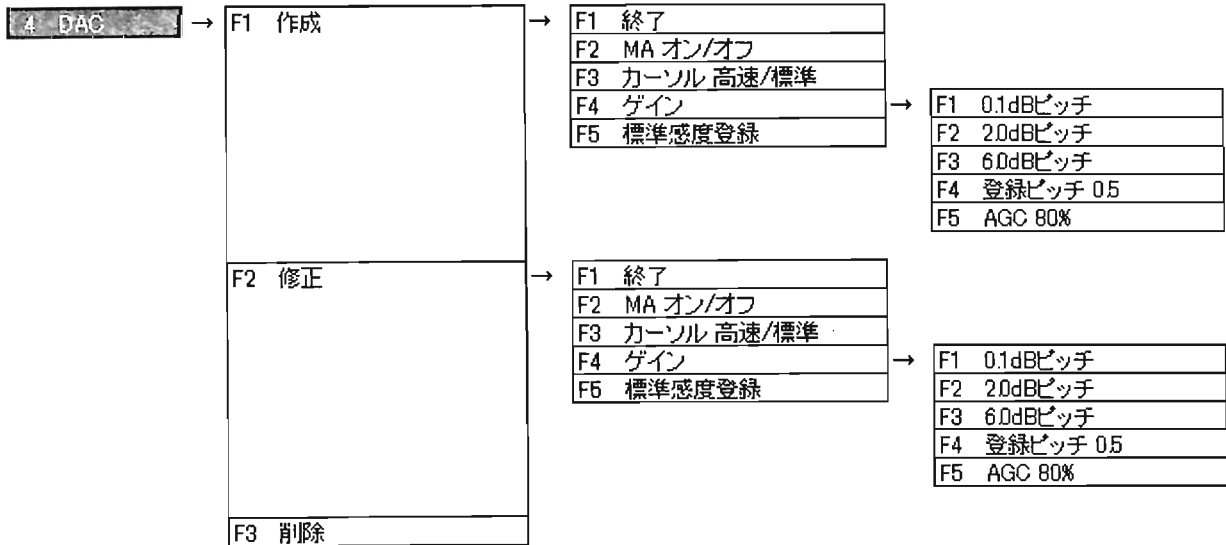 4 DAC → F1 作成 → F1 終了
F2 MA オン/オフ
F3 カーソル 高速/標準
F4 ゲイン → F1 0.1dBピッチ
F5 標準感度登録
F2 2.0dBピッチ
F3 6.0dBピッチ
F4 登録ピッチ 0.5
F5 AGC 80%
F2 修正 → F1 終了
F2 MA オン/オフ
F3 カーソル 高速/標準
F4 ゲイン → F1 0.1dBピッチ
F5 標準感度登録
F2 2.0dBピッチ
F3 6.0dBピッチ
F4 登録ピッチ 0.5
F5 AGC 80%
F3 削除